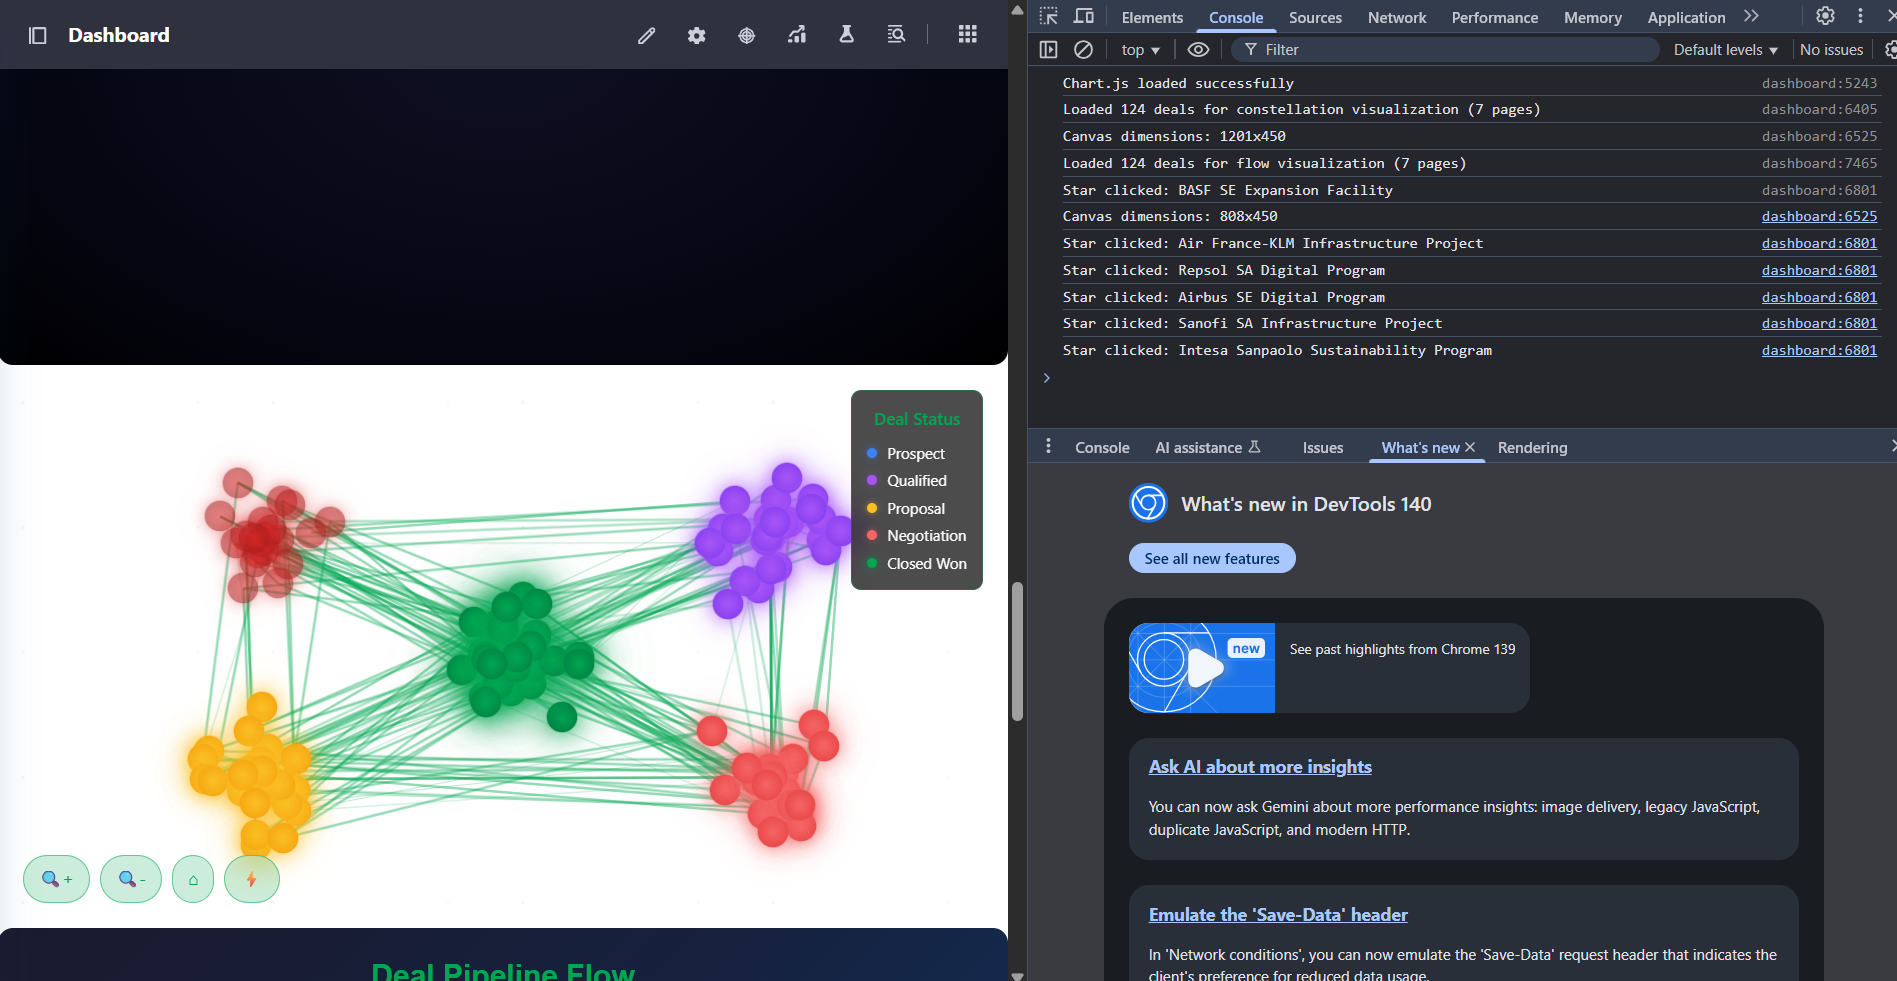 Dashboard
Deal Status
Prospect
Qualified
Proposal
Negotiation
Closed Won
+
-
Deal Pipeline Flow
Elements
Console
Sources
Network
Performance
Memory
Application
top
Filter
Default levels
No issues
Chart.js loaded successfully dashboard:5243
Loaded 124 deals for constellation visualization (7 pages) dashboard:6405
Canvas dimensions: 1201x450 dashboard:6525
Loaded 124 deals for flow visualization (7 pages) dashboard:7465
Star clicked: BASF SE Expansion Facility dashboard:6801
Canvas dimensions: 808x450 dashboard:6525
Star clicked: Air France-KLM Infrastructure Project dashboard:6801
Star clicked: Repsol SA Digital Program dashboard:6801
Star clicked: Airbus SE Digital Program dashboard:6801
Star clicked: Sanofi SA Infrastructure Project dashboard:6801
Star clicked: Intesa Sanpaolo Sustainability Program dashboard:6801
Console
AI assistance
Issues
What's new
Rendering
What's new in DevTools 140
See all new features
new
See past highlights from Chrome 139
Ask AI about more insights
You can now ask Gemini about more performance insights: image delivery, legacy JavaScript,
duplicate JavaScript, and modern HTTP.
Emulate the 'Save-Data' header
In 'Network conditions', you can now emulate the 'Save-Data' request header that indicates the
client's preference for reduced data usage.